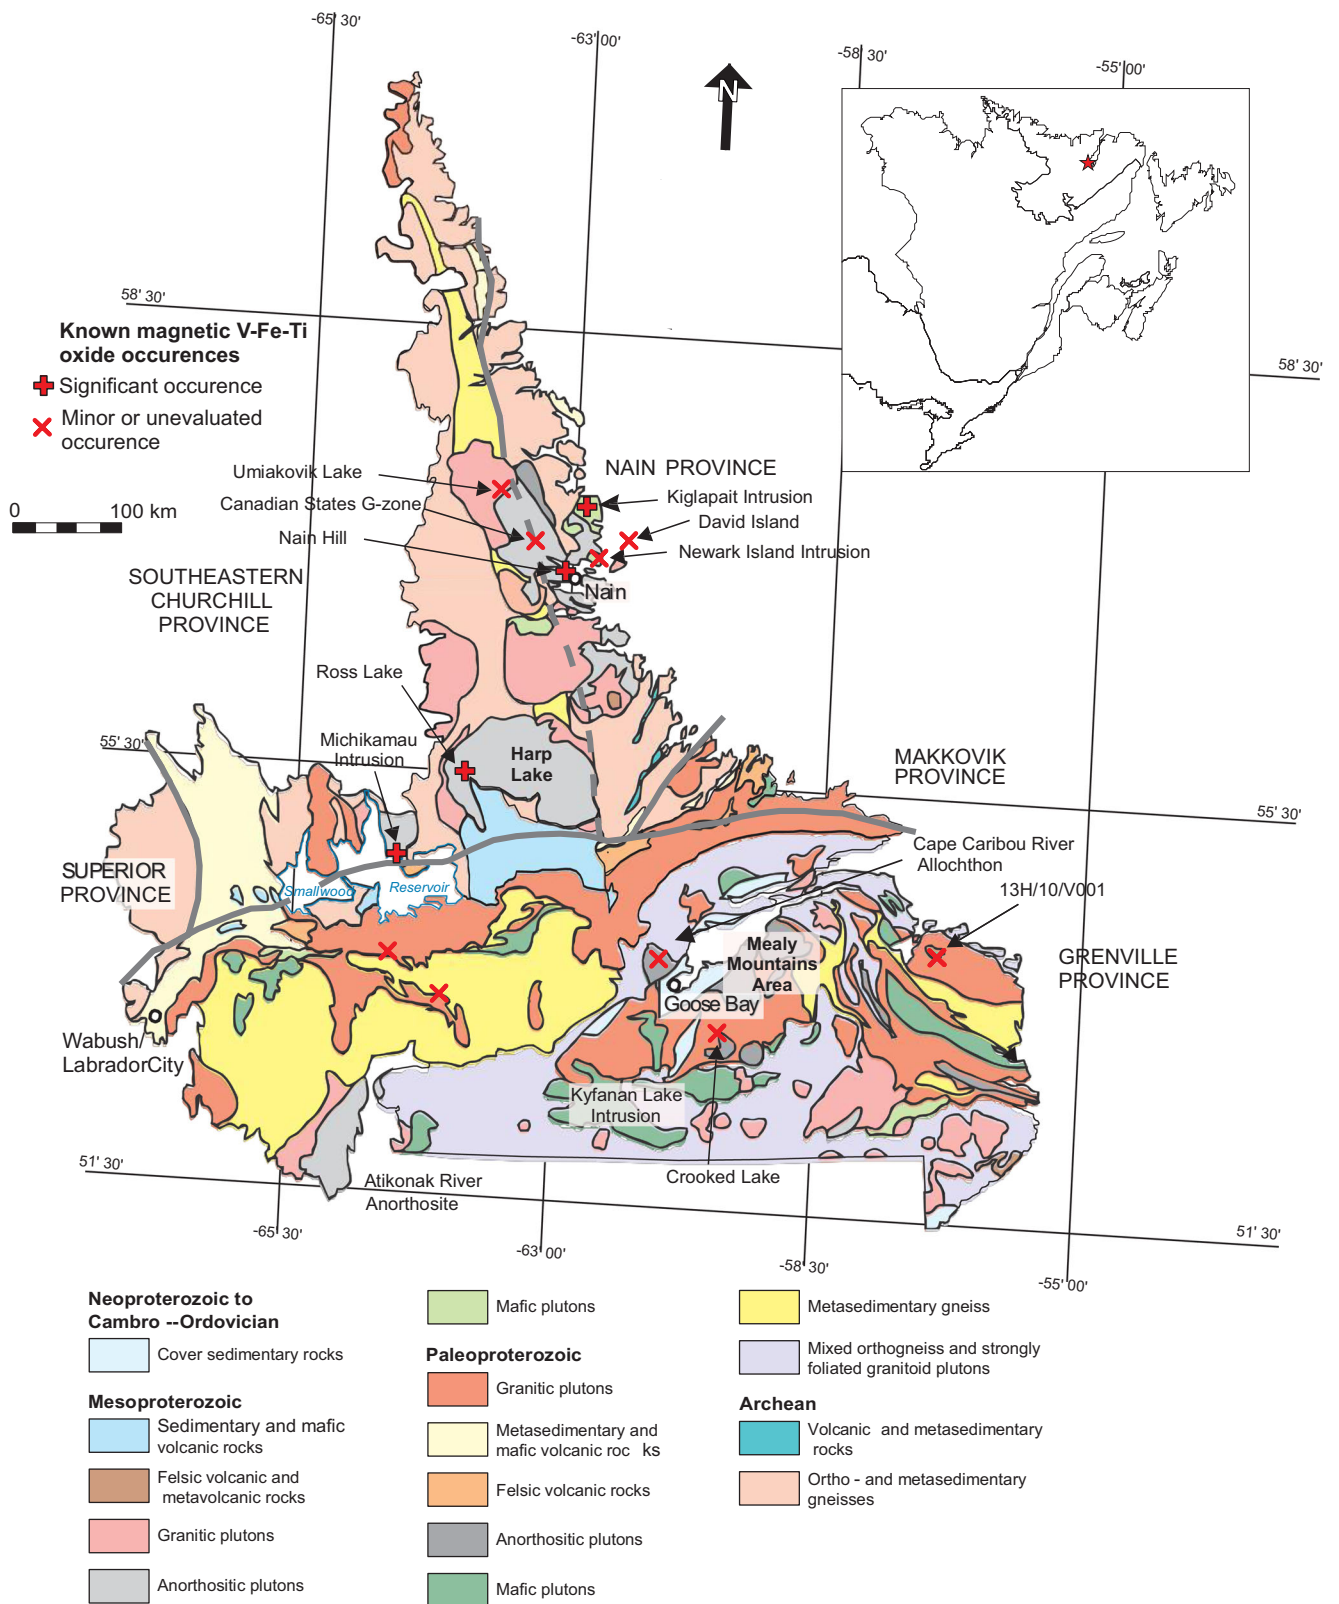 -65' 30'
-63' 00'
-58' 30'
-55' 00'
N
58' 30'
58' 30'
Known magnetic V-Fe-Ti
oxide occurences
Significant occurence
Minor or unevaluated
occurence
0
100 km
Umiakovik Lake
Canadian States G-zone
Nain Hill
NAIN PROVINCE
Kiglapait Intrusion
David Island
Newark Island Intrusion
Nain
SOUTHEASTERN
CHURCHILL
PROVINCE
Ross Lake
Michikamau
Intrusion
55' 30'
Harp
Lake
MAKKOVIK
PROVINCE
55' 30'
Cape Caribou River
Allochthon
13H/10/V001
SUPERIOR
PROVINCE
Smallwood
Reservoir
Mealy
Mountains
Area
GRENVILLE
PROVINCE
Goose Bay
Wabush/
LabradorCity
Kyfanan Lake
Intrusion
51' 30'
Atikonak River
Anorthosite
Crooked Lake
51' 30'
-65' 30'
-63' 00'
-58' 30'
-55' 00'
Neoproterozoic to
Cambro --Ordovician
Cover sedimentary rocks
Mesoproterozoic
Sedimentary and mafic
volcanic rocks
Felsic volcanic and
metavolcanic rocks
Granitic plutons
Anorthositic plutons
Mafic plutons
Paleoproterozoic
Granitic plutons
Metasedimentary and
mafic volcanic roc ks
Felsic volcanic rocks
Anorthositic plutons
Mafic plutons
Metasedimentary gneiss
Mixed orthogneiss and strongly
foliated granitoid plutons
Archean
Volcanic and metasedimentary
rocks
Ortho - and metasedimentary
gneisses